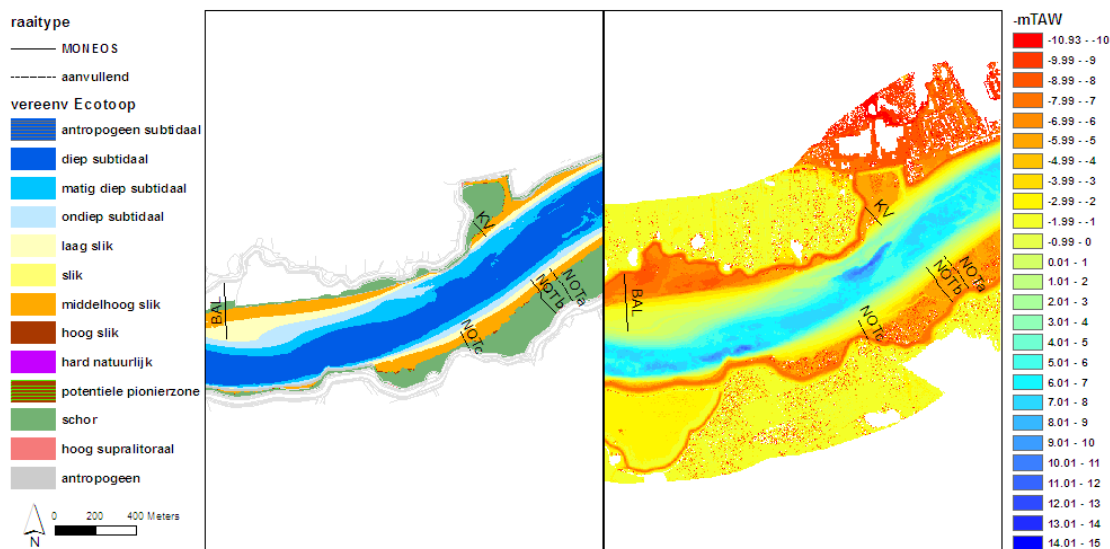 raaitype
MONEOS
aanvullend
vereenv Ecotoop
antropogeen subtidaal
diep subtidaal
matig diep subtidaal
ondiep subtidaal
laag slik
slik
middelhoog slik
hoog slik
hard natuurlijk
potentiele pionierzone
schor
hoog supralitoraal
antropogeen
0 200 400 Meters
N
BAL
KV
NOTa
NOTb
NOTc
BAL
KV
NOTa
NOTb
NOTc
-mTAW
-10.93 - -10
-9.99 - -9
-8.99 - -8
-7.99 - -7
-6.99 - -6
-5.99 - -5
-4.99 - -4
-3.99 - -3
-2.99 - -2
-1.99 - -1
-0.99 - 0
0.01 - 1
1.01 - 2
2.01 - 3
3.01 - 4
4.01 - 5
5.01 - 6
6.01 - 7
7.01 - 8
8.01 - 9
9.01 - 10
10.01 - 11
11.01 - 12
12.01 - 13
13.01 - 14
14.01 - 15